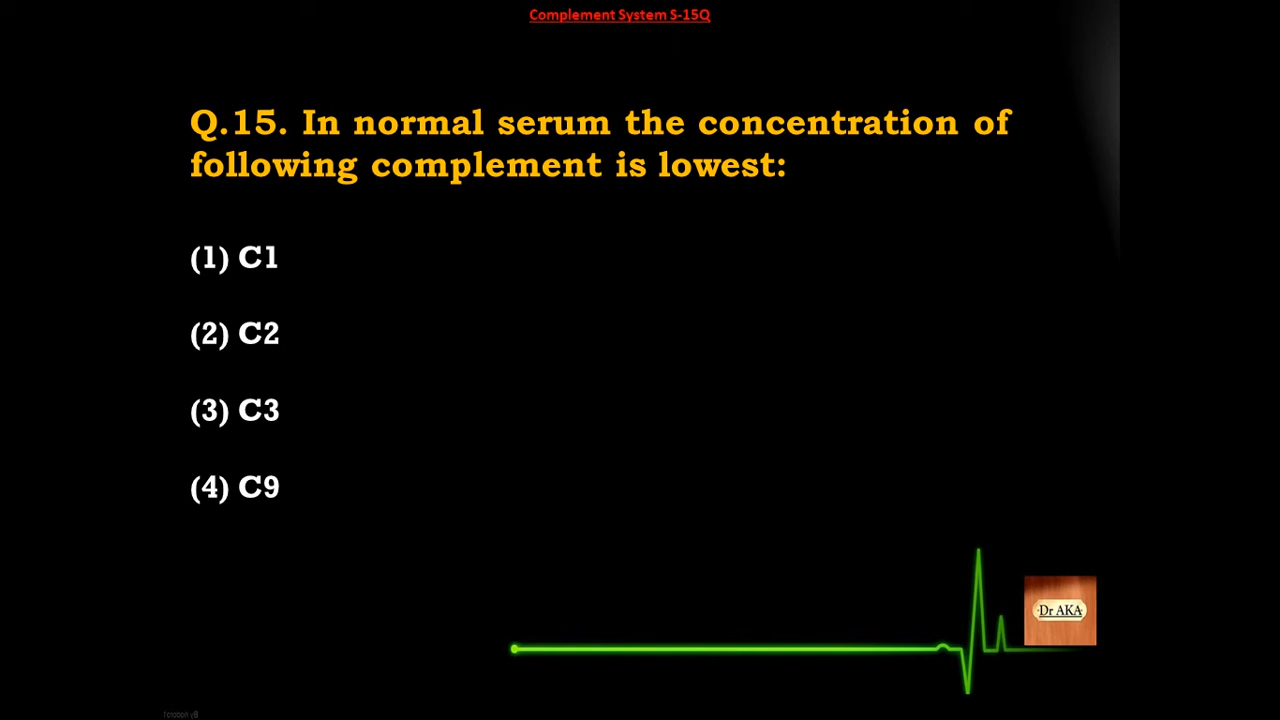 Complement System S-15Q
Q.15. In normal serum the concentration of
following complement is lowest:
(1) C1
(2) C2
(3) C3
(4) C9
Dr AKA